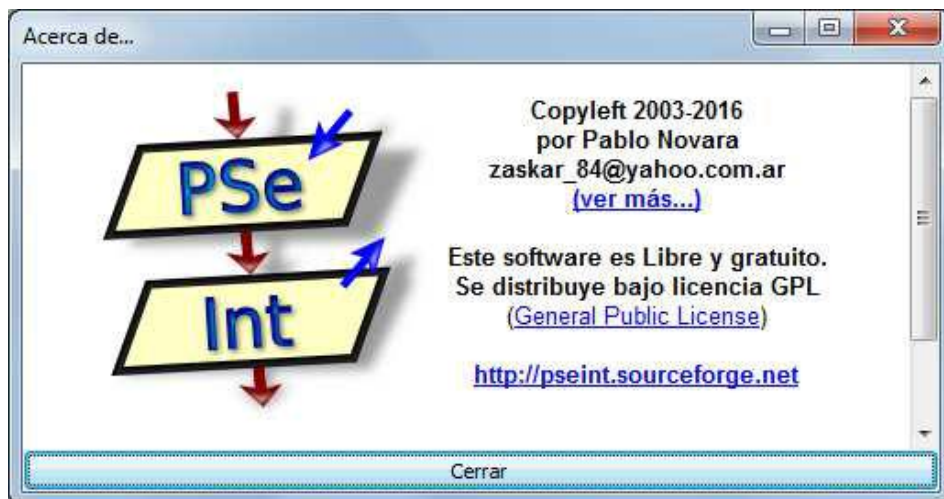 Acerca de...
PSe
Int
Copyleft 2003-2016
por Pablo Novara
zaskar_84@yahoo.com.ar
(ver más...)
Este software es Libre y gratuito.
Se distribuye bajo licencia GPL
(General Public License)
http://pseint.sourceforge.net
Cerrar